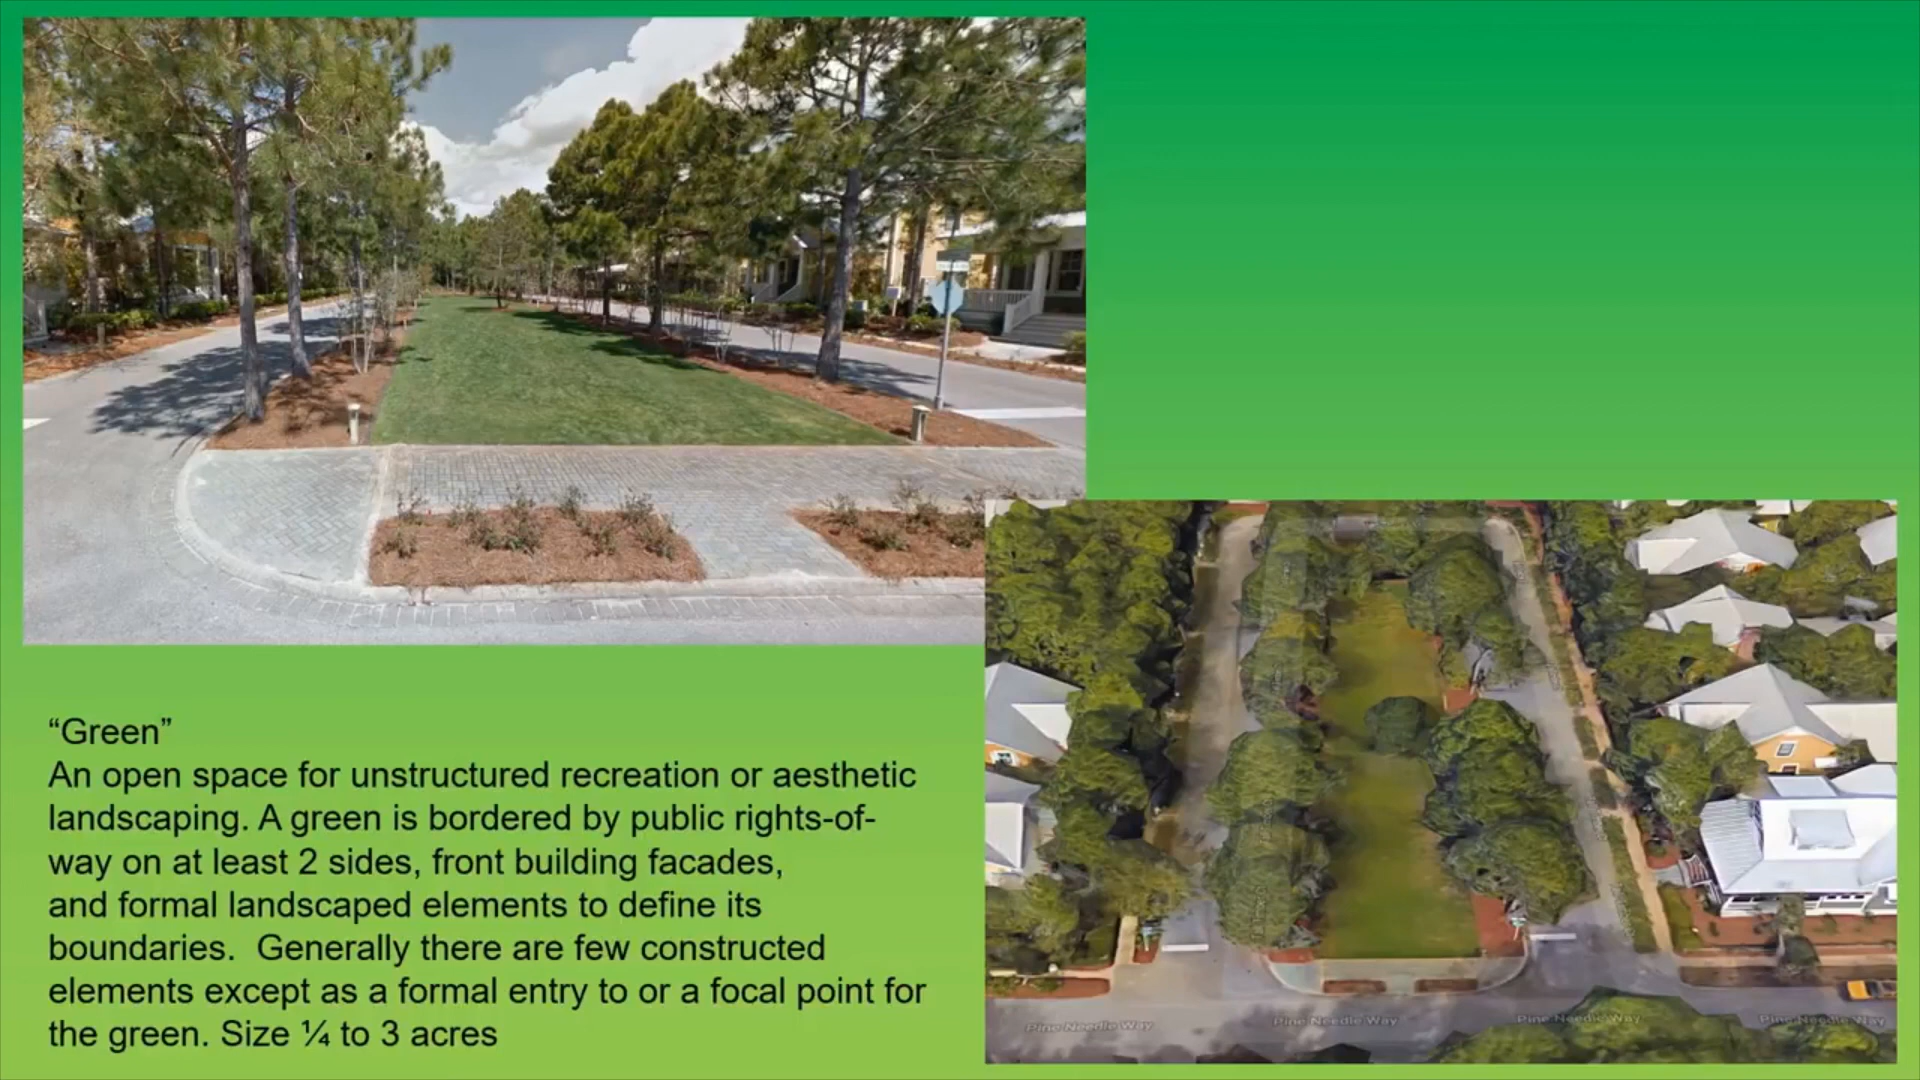 “Green”
An open space for unstructured recreation or aesthetic
landscaping. A green is bordered by public rights-of-
way on at least 2 sides, front building facades,
and formal landscaped elements to define its
boundaries.  Generally there are few constructed
elements except as a formal entry to or a focal point for
the green. Size ¼ to 3 acres
Pine Needle Way
Pine Needle Way
Pine Needle Way
Pine Needle Way